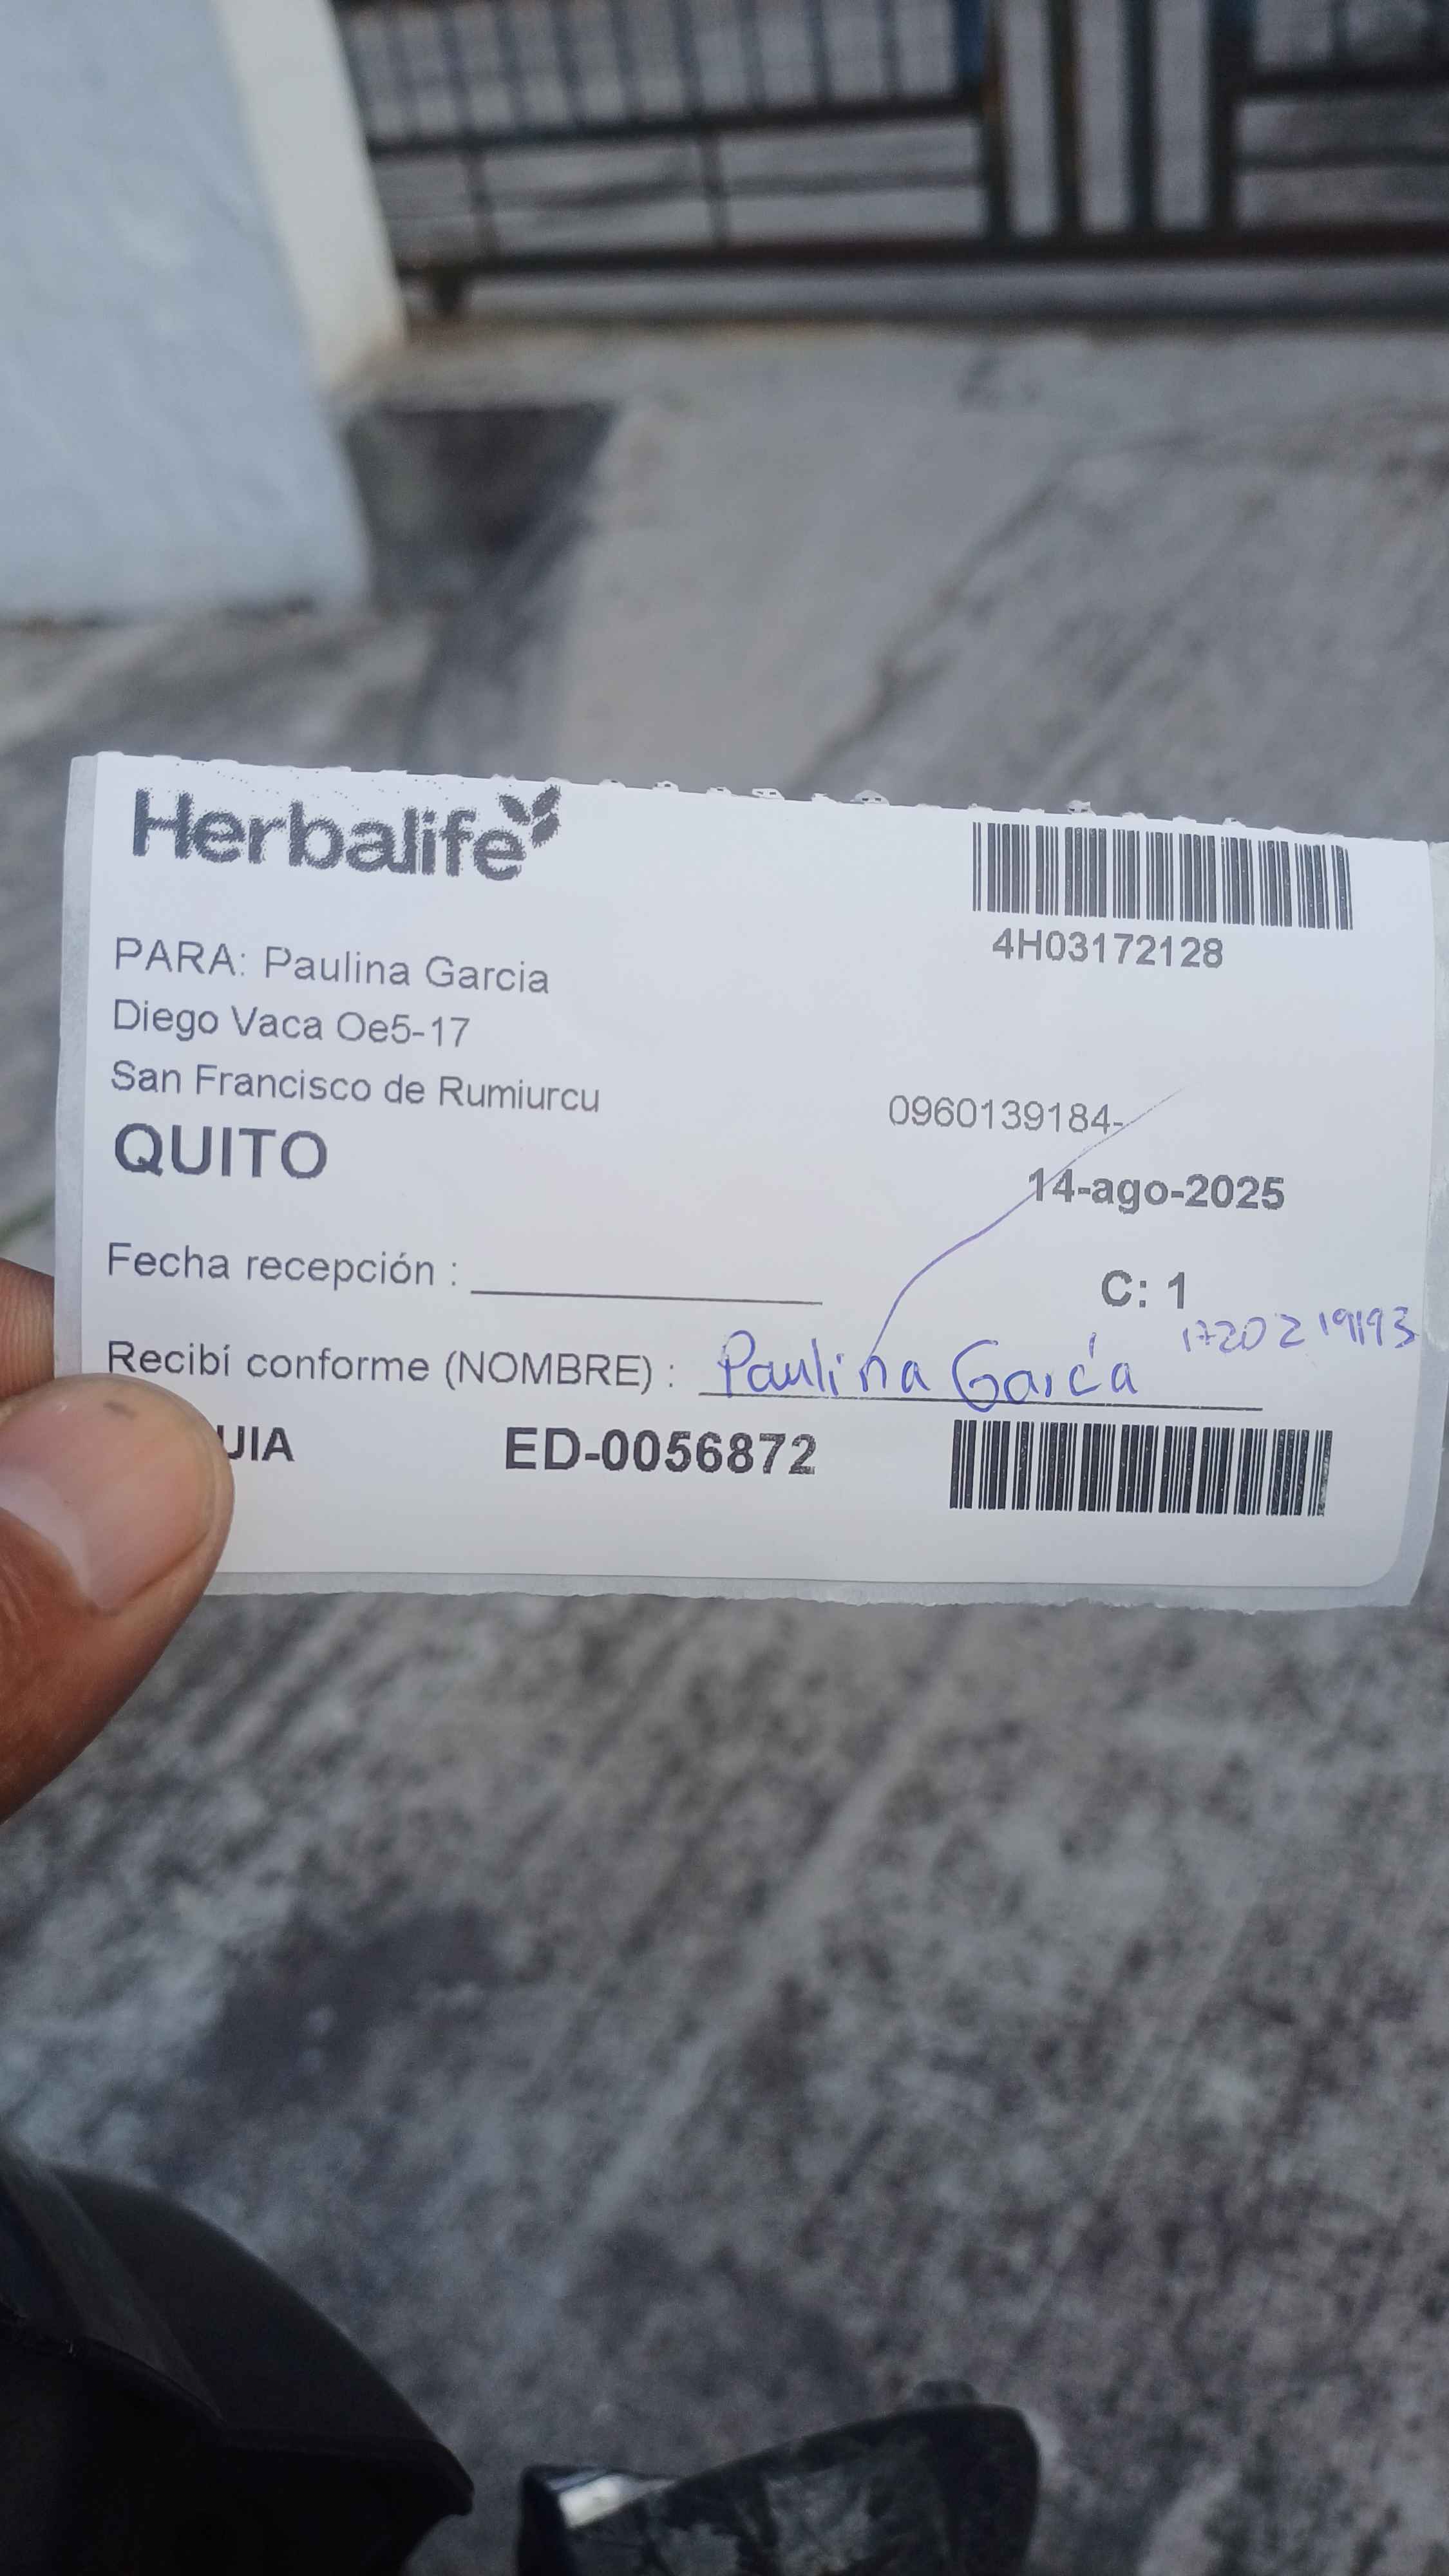 Herbalife
4H03172128
PARA: Paulina Garcia
Diego Vaca Oe5-17
San Francisco de Rumiurcu
0960139184-
QUITO
14-ago-2025
Fecha recepción :
C: 1
1720219193
Recibí conforme (NOMBRE) : Paulina García
UIA ED-0056872